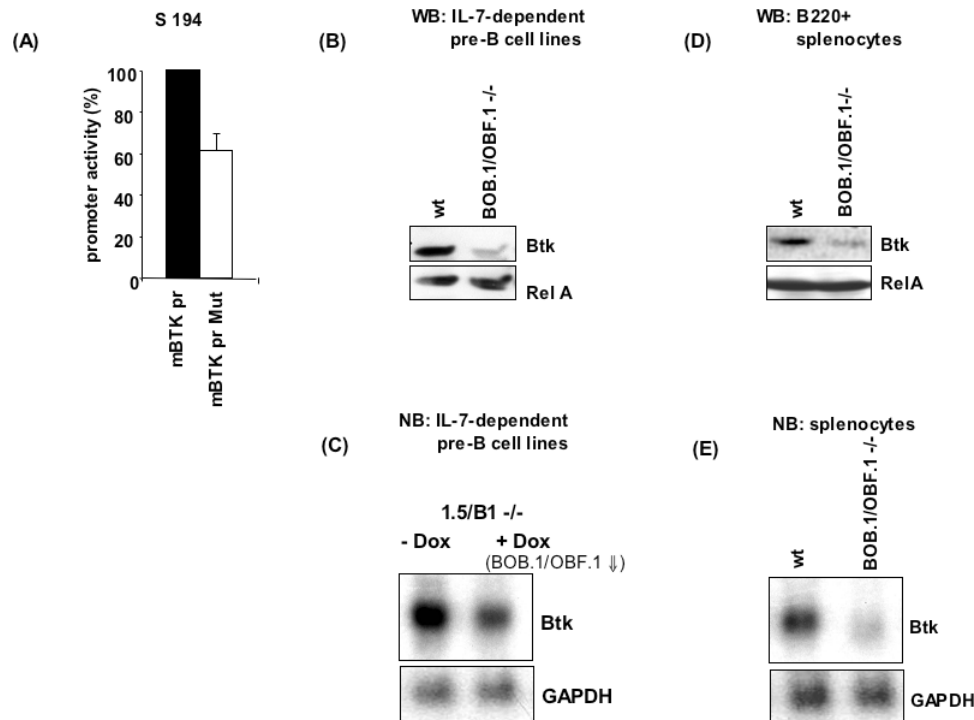 (A)
S 194
promoter activity (%)
100
80
60
40
20
0
mBTK pr
mBTK pr Mut
(B)
WB: IL-7-dependent
pre-B cell lines
wt
BOB.1/OBF.1 -/-
Btk
Rel A
(D)
WB: B220+
splenocytes
wt
BOB.1/OBF.1-/-
Btk
RelA
(C)
NB: IL-7-dependent
pre-B cell lines
1.5/B1 -/-
- Dox
+ Dox
(BOB.1/OBF.1 ⇓)
Btk
GAPDH
(E)
NB: splenocytes
wt
BOB.1/OBF.1 -/-
Btk
GAPDH